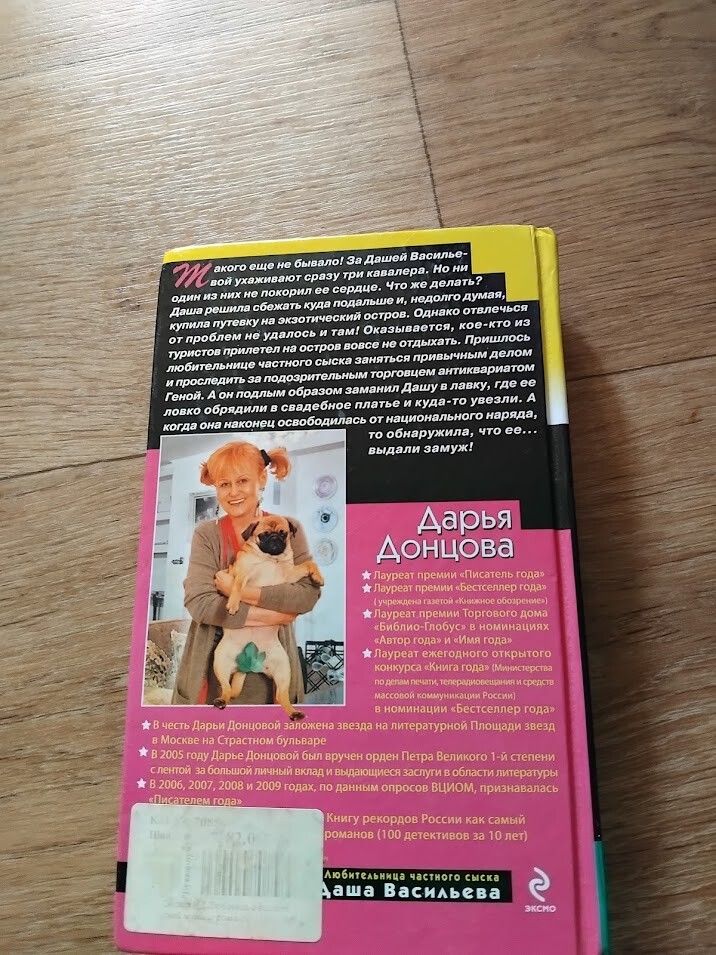 Такого еще не бывало! За Дашей Василье-
вой ухаживают сразу три кавалера. Но ни
один из них не покорил ее сердце. Что же делать?
Даша решила сбежать куда подальше и, недолго думая,
купила путевку на экзотический остров. Однако отвлечься
от проблем не удалось и там! Оказывается, кое-кто из
туристов прилетел на остров вовсе не отдыхать. Пришлось
любительнице частного сыска заняться привычным делом
и проследить за подозрительным торговцем антиквариатом
Геной. А он подлым образом заманил Дашу в лавку, где ее
ловко обрядили в свадебное платье и куда-то увезли. А
когда она наконец освободилась от национального наряда,
то обнаружила, что ее...
выдали замуж!
Дарья
Донцова
Лауреат премии «Писатель года»
Лауреат премии «Бестселлер года»
( учреждена газетой «Книжное обозрение»)
Лауреат премии Торгового дома
«Библио-Глобус» в номинациях
«Автор года» и «Имя года»
Лауреат ежегодного открытого
конкурса «Книга года» (Министерства
по делам печати, телерадиовещания и средств
массовой коммуникации России)
в номинации «Бестселлер года»
В честь Дарьи Донцовой заложена звезда на литературной Площади звезд
в Москве на Страстном бульваре
В 2005 году Дарье Донцовой был вручен орден Петра Великого 1-й степени
с лентой за большой личный вклад и выдающиеся заслуги в области литературы
В 2006, 2007, 2008 и 2009 годах, по данным опросов ВЦИОМ, признавалась
«Писателем года»
Книгу рекордов России как самый
романов (100 детективов за 10 лет)
Любительница частного сыска
Даша Васильева
ЭКСМО